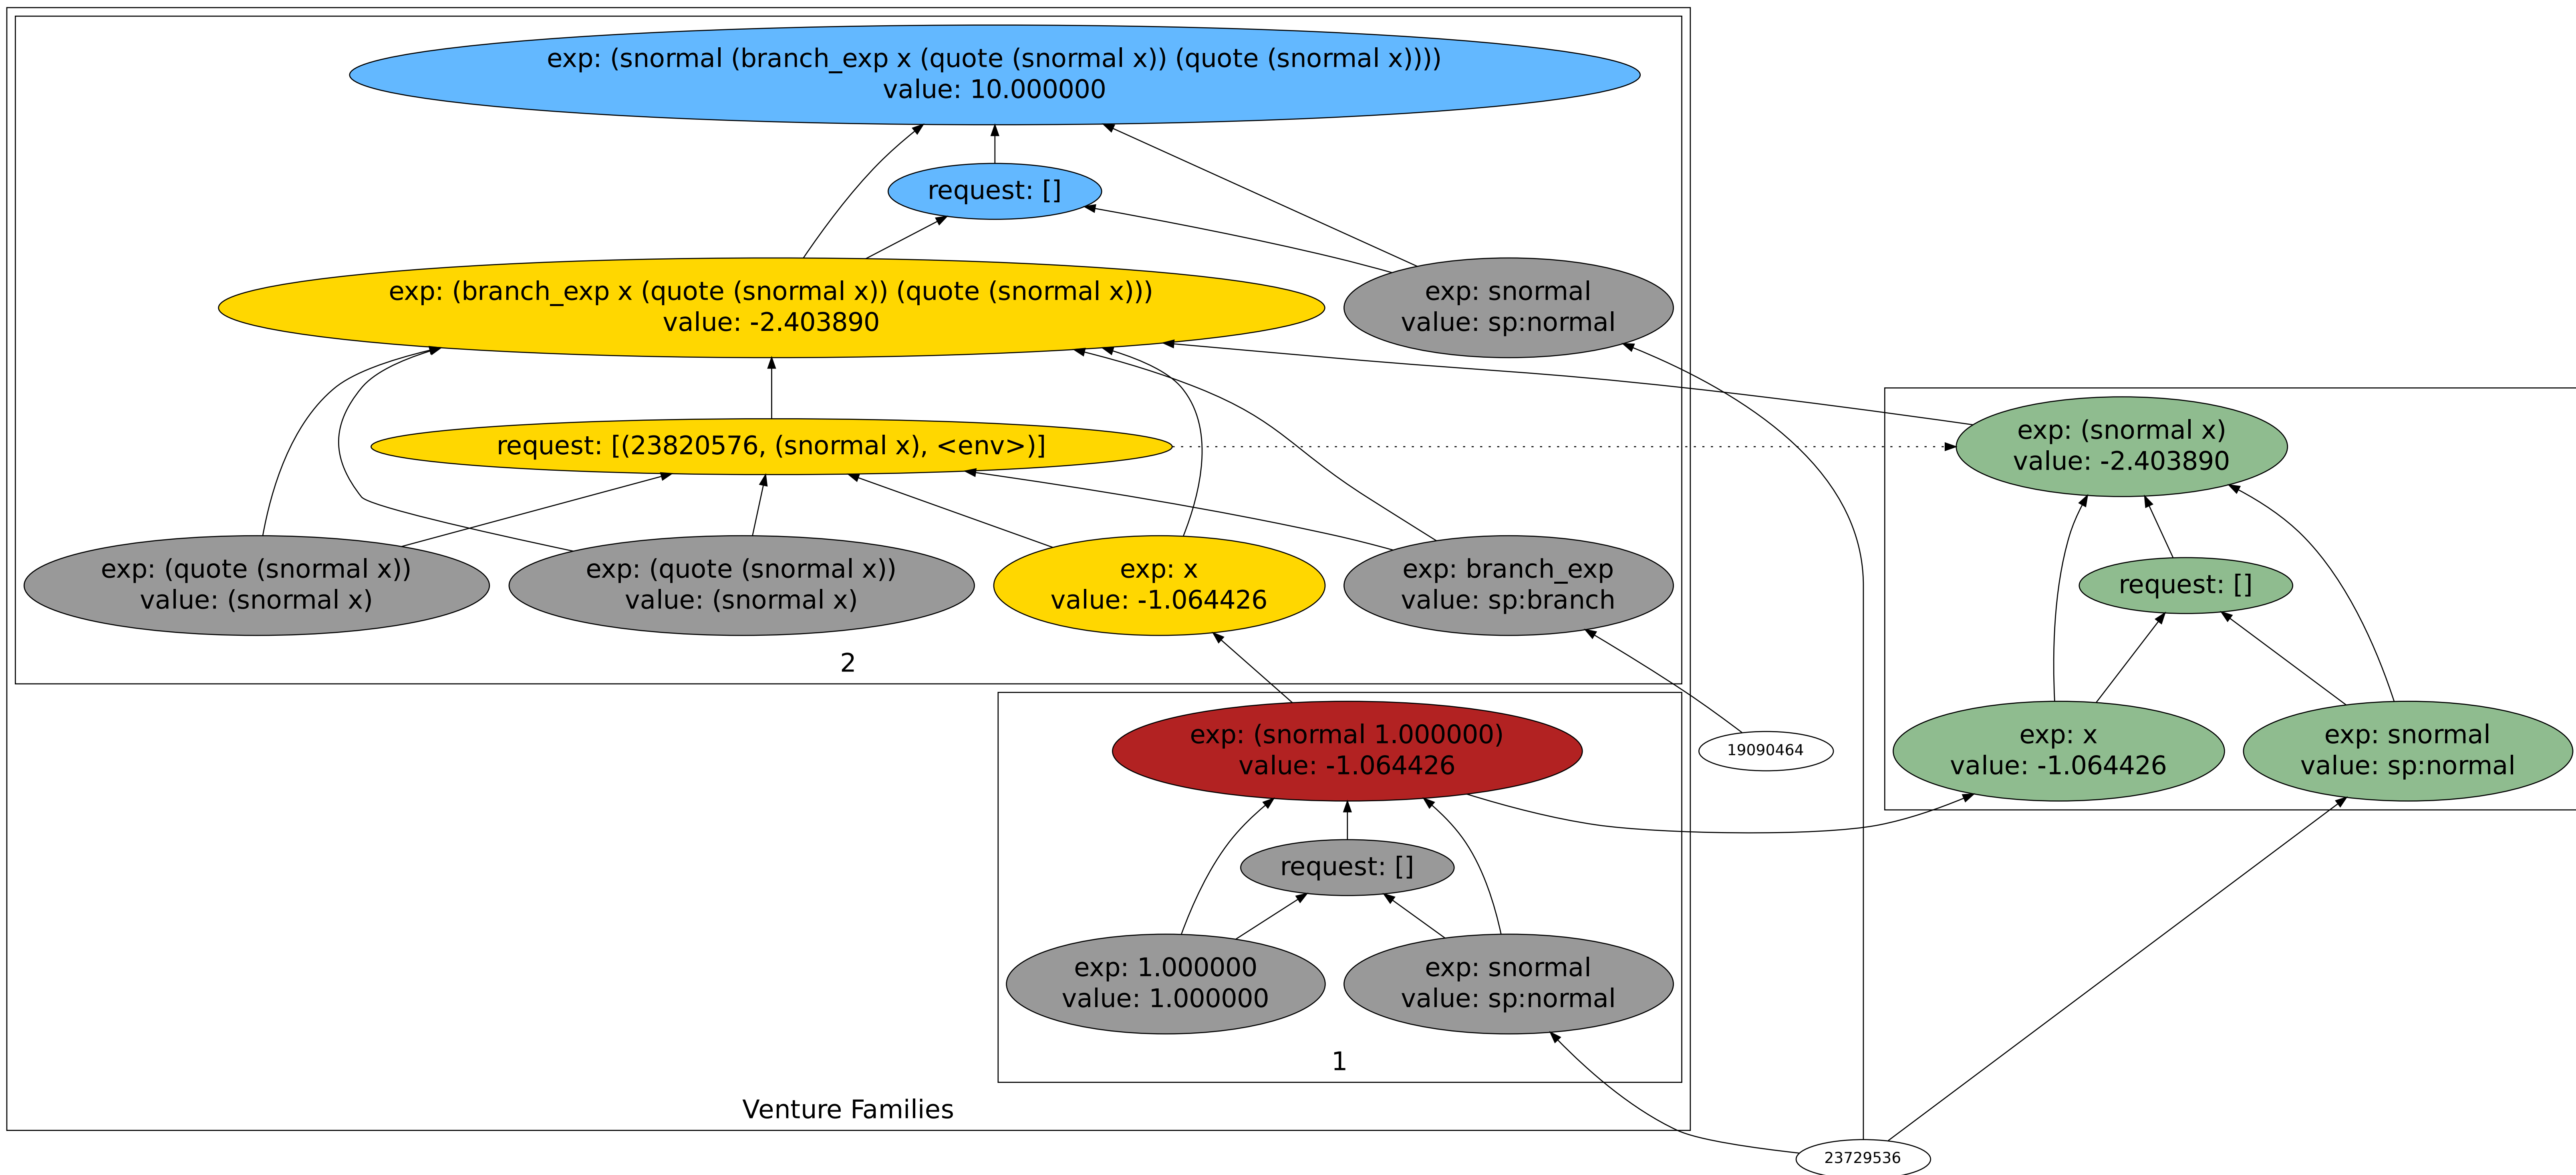 exp: (snormal (branch_exp x (quote (snormal x)) (quote (snormal x))))
value: 10.000000
request: []
exp: (branch_exp x (quote (snormal x)) (quote (snormal x)))
value: -2.403890
exp: snormal
value: sp:normal
request: [(23820576, (snormal x), <env>)]
exp: (snormal x)
value: -2.403890
exp: (quote (snormal x))
value: (snormal x)
exp: (quote (snormal x))
value: (snormal x)
exp: x
value: -1.064426
exp: branch_exp
value: sp:branch
request: []
2
exp: (snormal 1.000000)
value: -1.064426
19090464
exp: x
value: -1.064426
exp: snormal
value: sp:normal
request: []
exp: 1.000000
value: 1.000000
exp: snormal
value: sp:normal
1
Venture Families
23729536